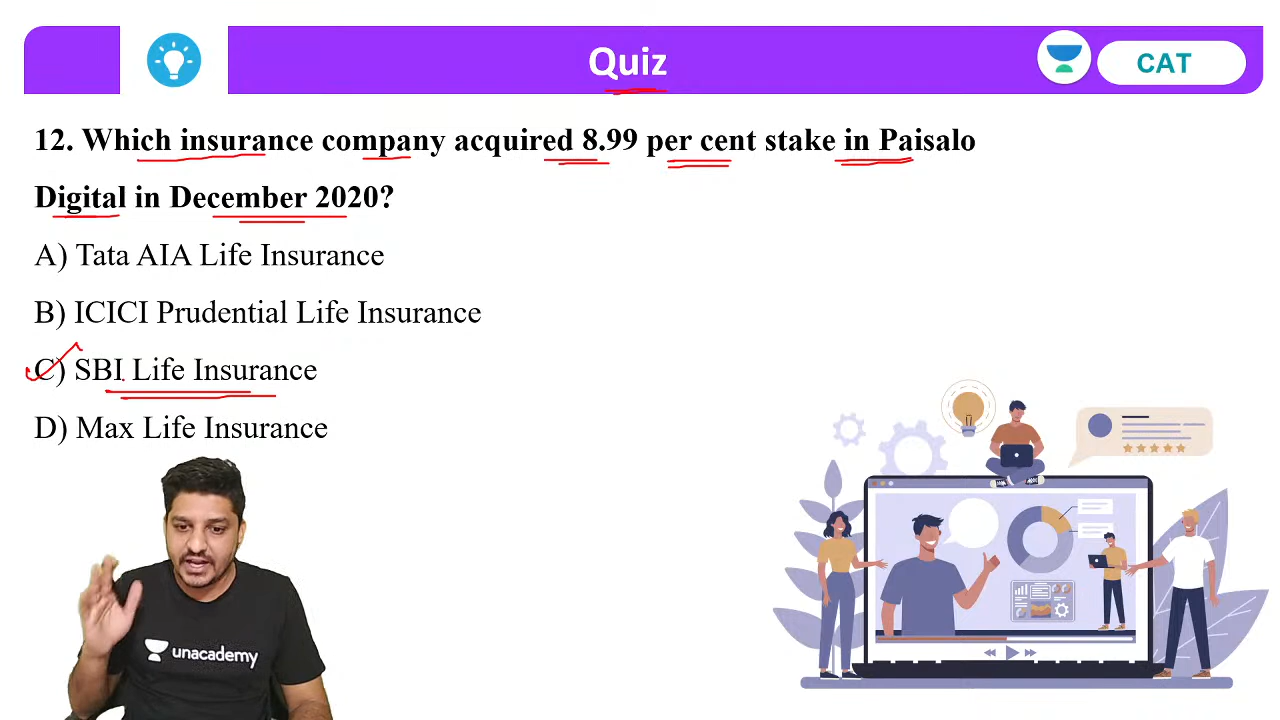 Quiz
CAT
12. Which insurance company acquired 8.99 per cent stake in Paisalo
Digital in December 2020?
A) Tata AIA Life Insurance
B) ICICI Prudential Life Insurance
C) SBI Life Insurance
D) Max Life Insurance
unacademy